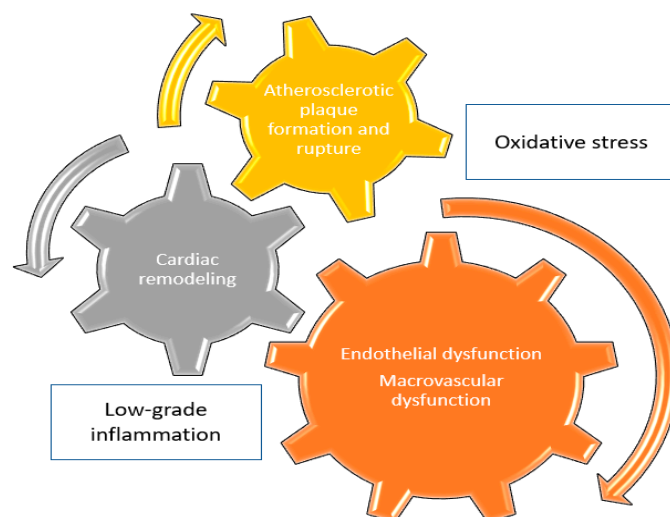 Atherosclerotic
plaque
formation and
rupture
Oxidative stress
Cardiac
remodeling
Endothelial dysfunction
Macrovascular
dysfunction
Low-grade
inflammation